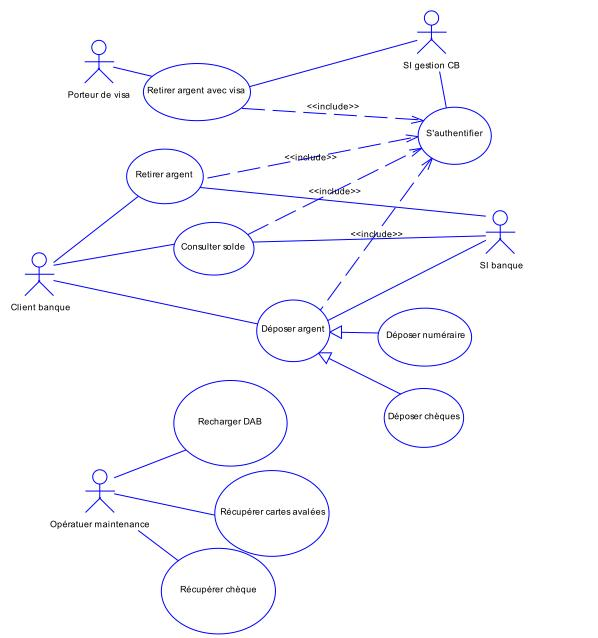 SI gestion CB
Porteur de visa
Retirer argent avec visa
<<include>>
S'authentifier
<<include>>
Retirer argent
<<include>>
<<include>>
Consulter solde
SI banque
Client banque
Déposer argent
Déposer numéraire
Déposer chèques
Recharger DAB
Récupérer cartes avalées
Opératuer maintenance
Récupérer chèque